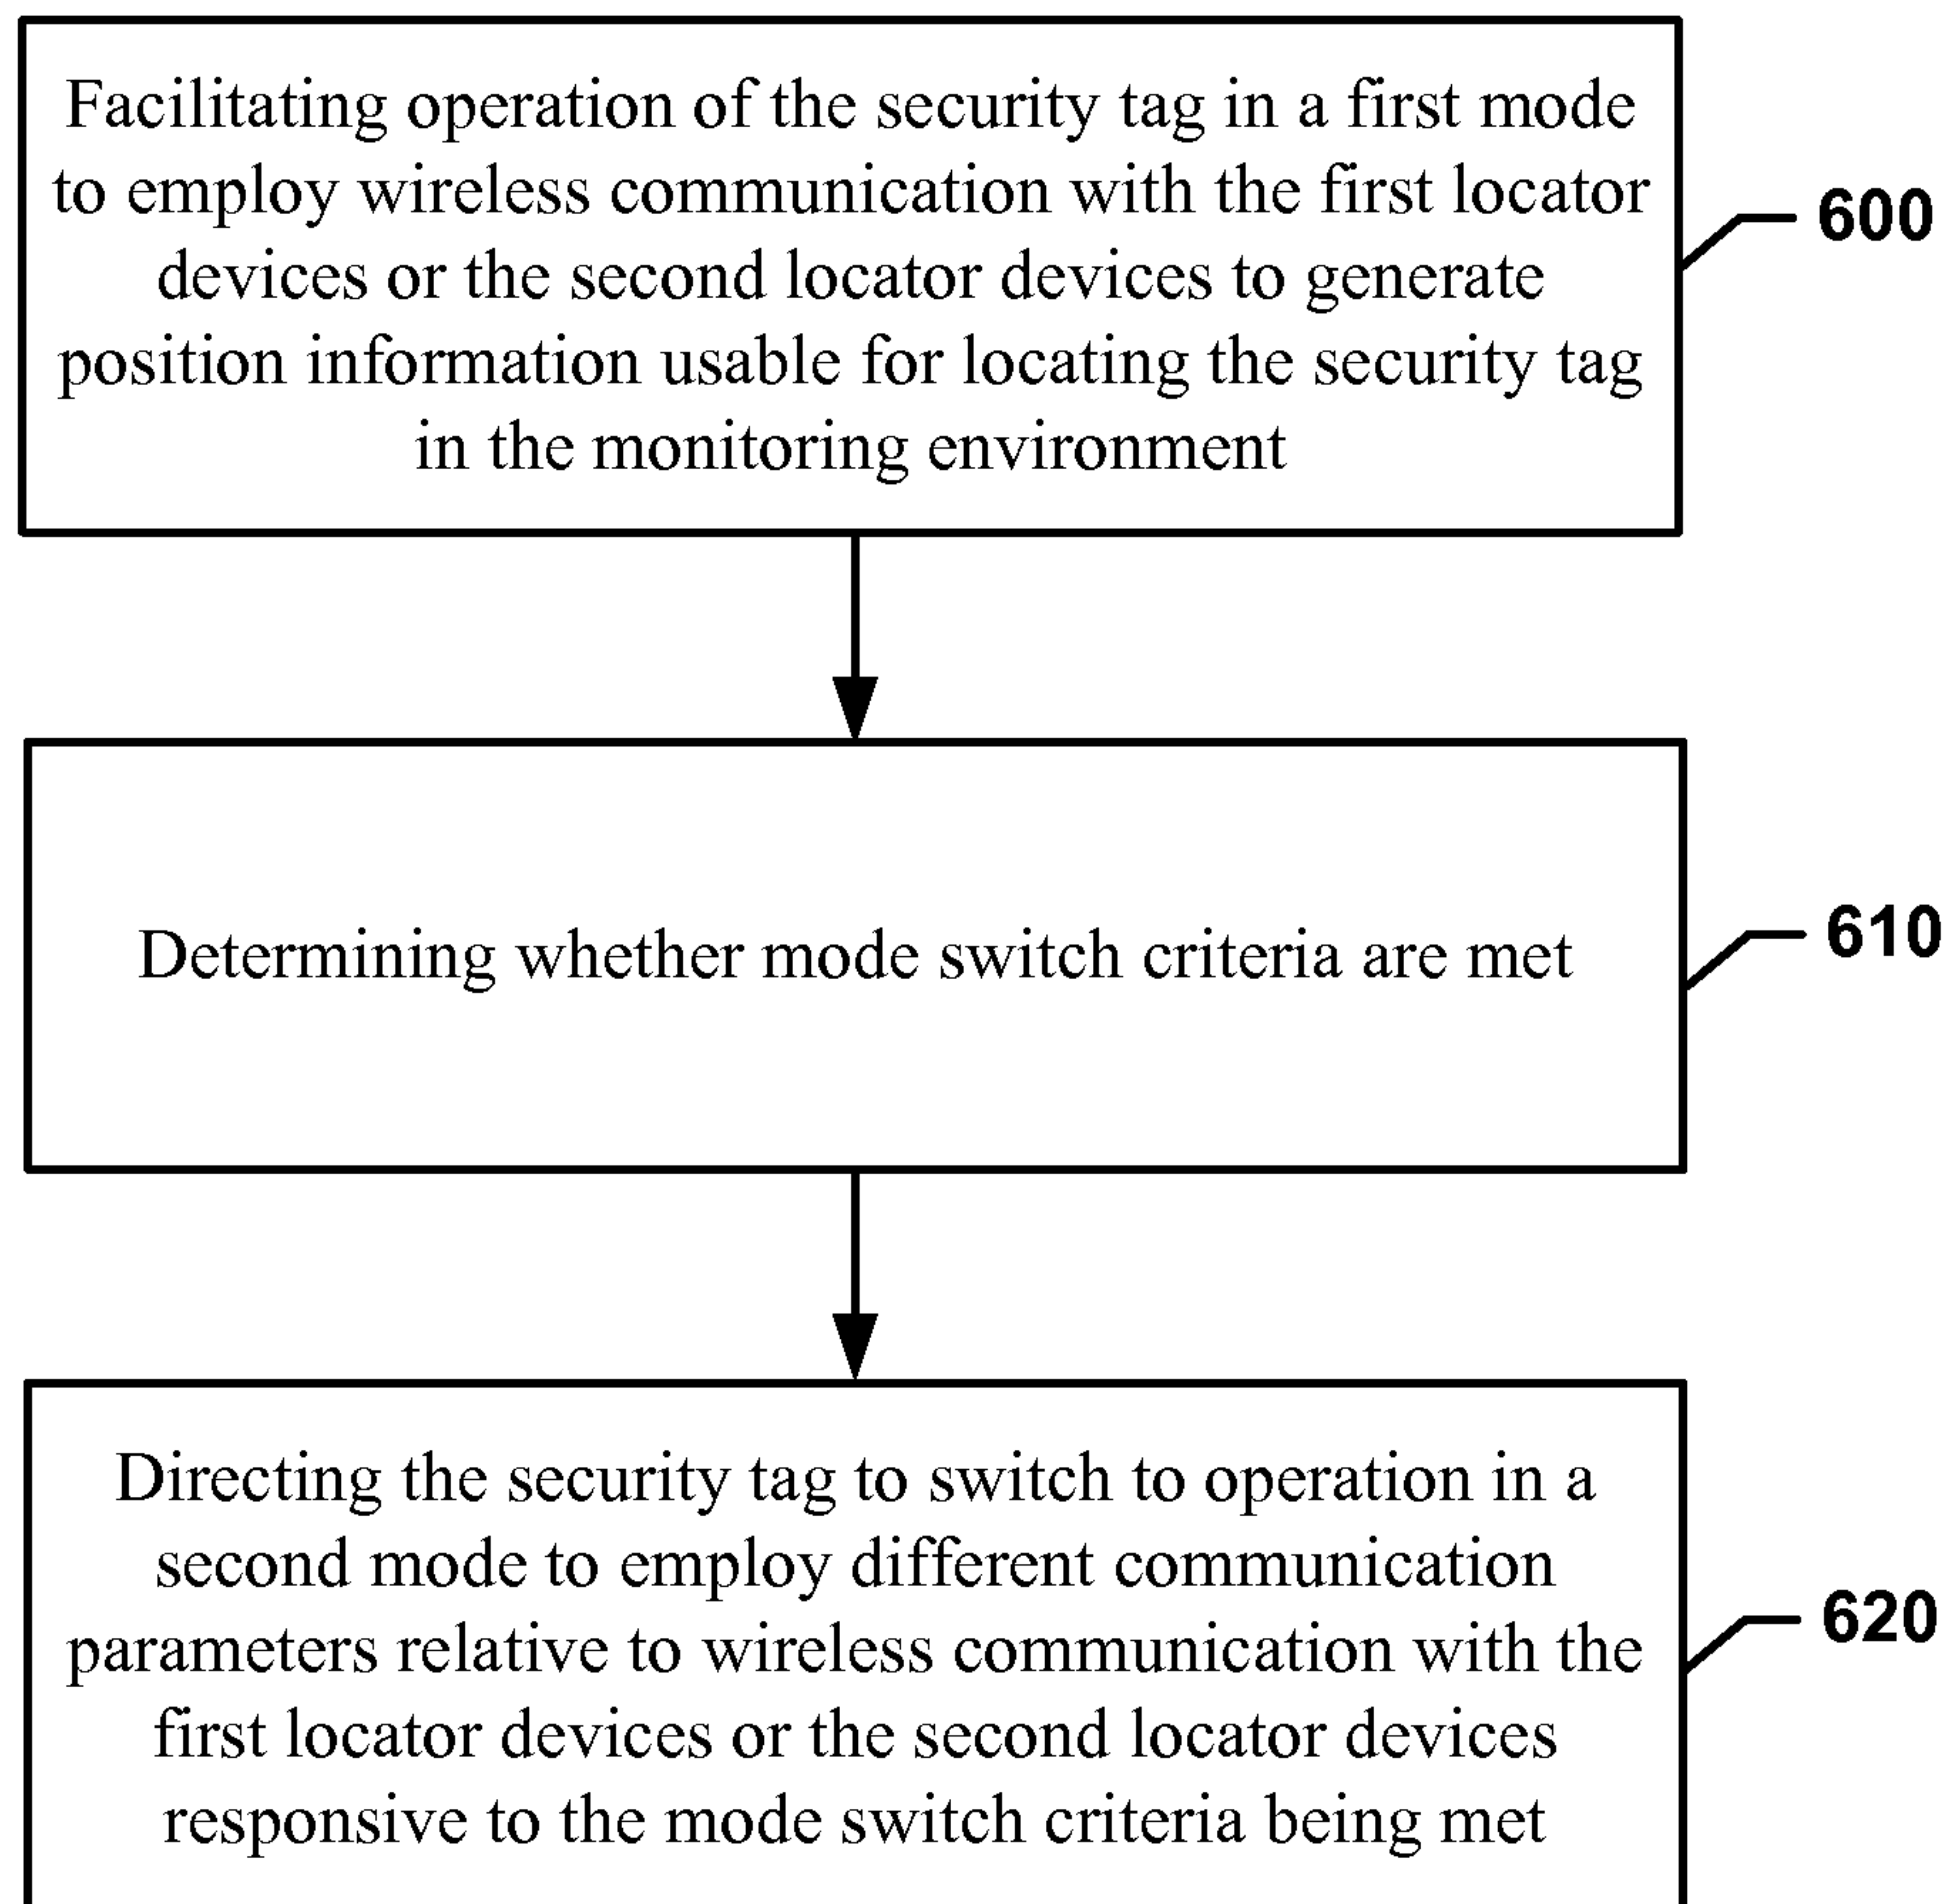 Facilitating operation of the security tag in a first mode
to employ wireless communication with the first locator
devices or the second locator devices to generate
position information usable for locating the security tag
in the monitoring environment
600
Determining whether mode switch criteria are met
610
Directing the security tag to switch to operation in a
second mode to employ different communication
parameters relative to wireless communication with the
first locator devices or the second locator devices
responsive to the mode switch criteria being met
620